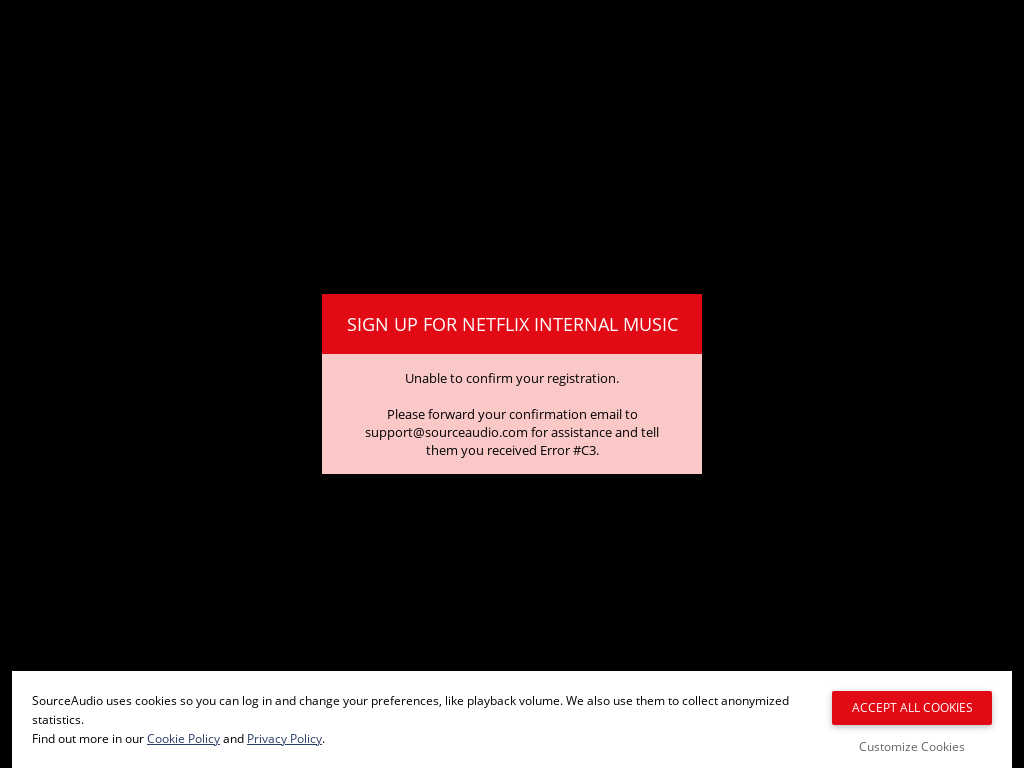 SIGN UP FOR NETFLIX INTERNAL MUSIC
Unable to confirm your registration.
Please forward your confirmation email to
support@sourceaudio.com for assistance and tell
them you received Error #C3.
SourceAudio uses cookies so you can log in and change your preferences, like playback volume. We also use them to collect anonymized
statistics.
Find out more in our Cookie Policy and Privacy Policy.
ACCEPT ALL COOKIES
Customize Cookies